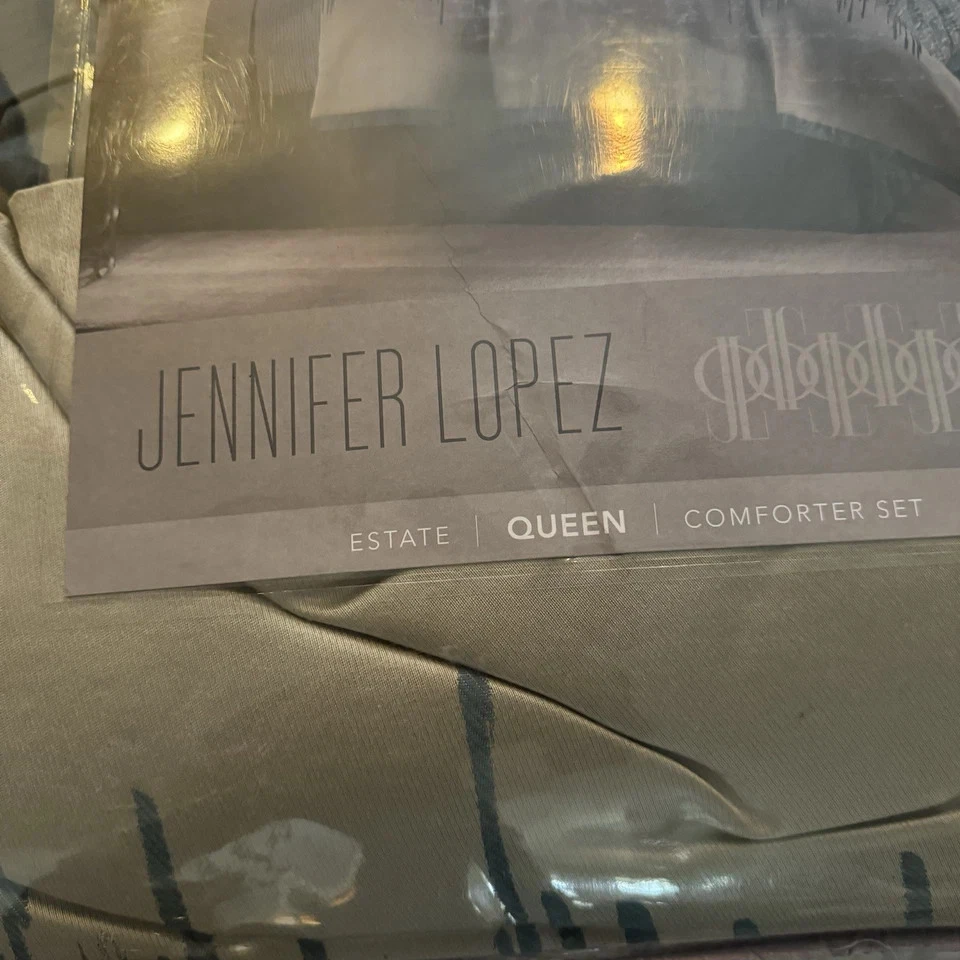 JENNIFER LOPEZ
ESTATE | QUEEN | COMFORTER SET